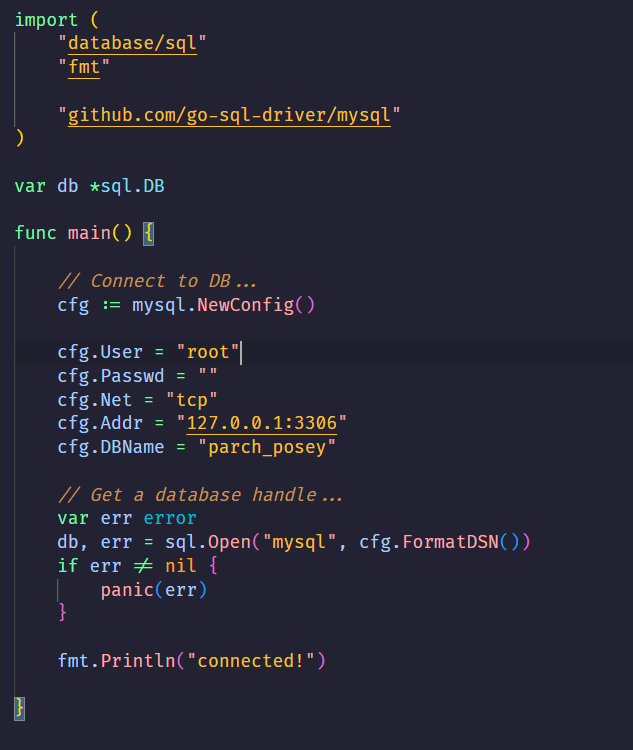 import (
    "database/sql"
    "fmt"

    "github.com/go-sql-driver/mysql"
)

var db *sql.DB

func main() {

    // Connect to DB...
    cfg := mysql.NewConfig()

    cfg.User = "root"
    cfg.Passwd = ""
    cfg.Net = "tcp"
    cfg.Addr = "127.0.0.1:3306"
    cfg.DBName = "parch_posey"

    // Get a database handle...
    var err error
    db, err = sql.Open("mysql", cfg.FormatDSN())
    if err != nil {
        panic(err)
    }

    fmt.Println("connected!")

}